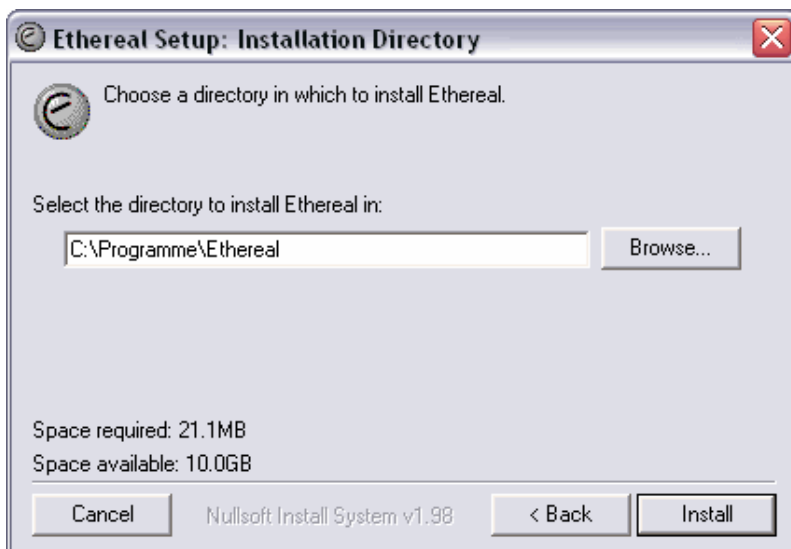 Ethereal Setup: Installation Directory
Choose a directory in which to install Ethereal.
Select the directory to install Ethereal in:
C:\Programme\Ethereal
Browse...
Space required: 21.1MB
Space available: 10.0GB
Cancel
Nullsoft Install System v1.98
< Back
Install